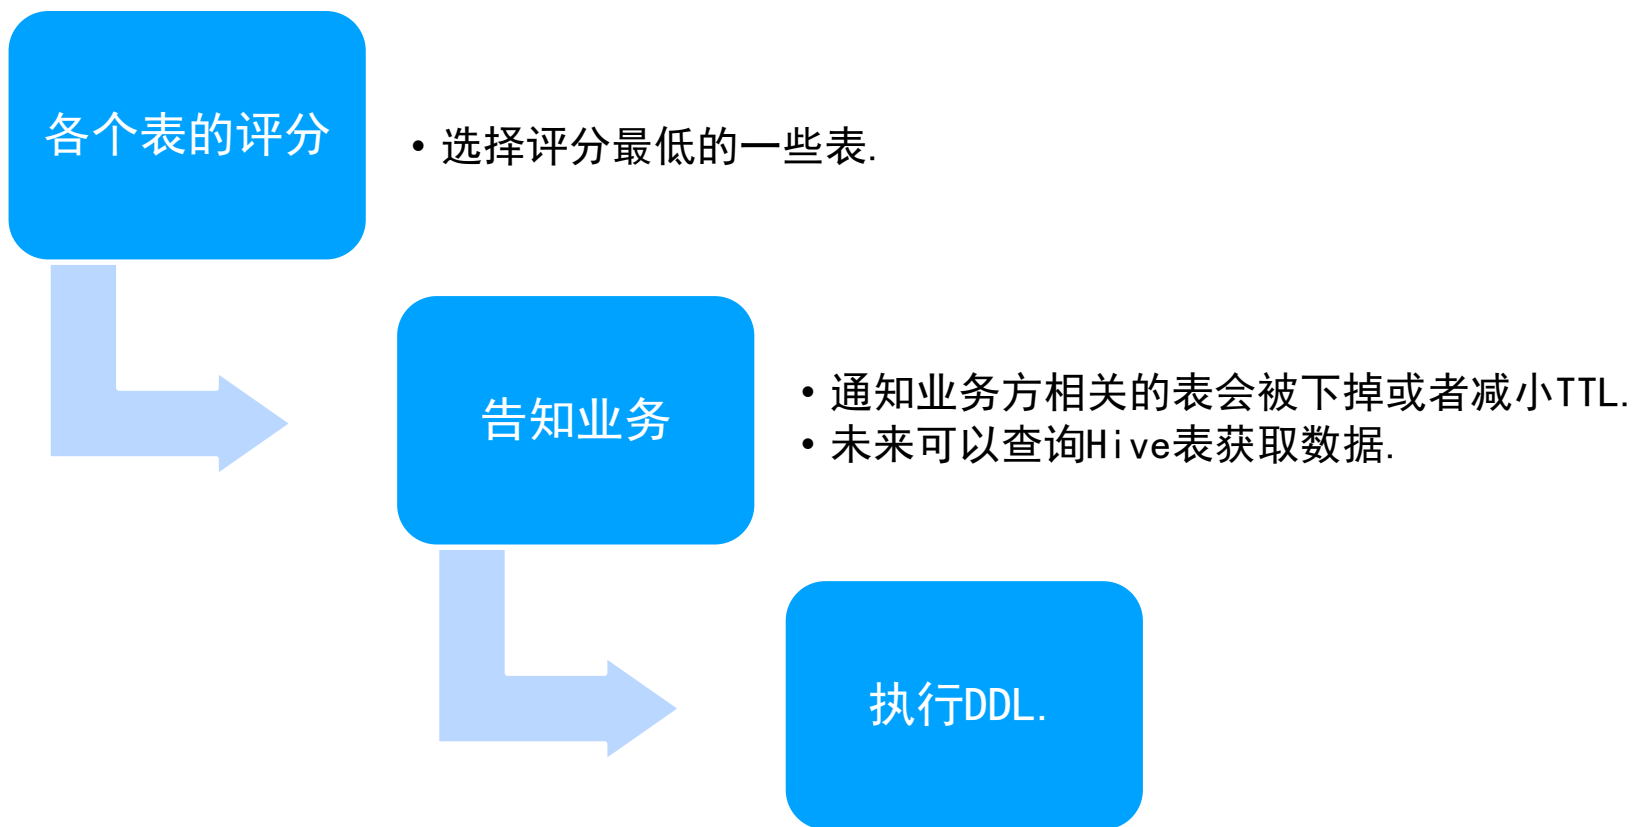 各个表的评分
• 选择评分最低的一些表.
告知业务
• 通知业务方相关的表会被下掉或者减小TTL.
• 未来可以查询Hive表获取数据.
执行DDL.